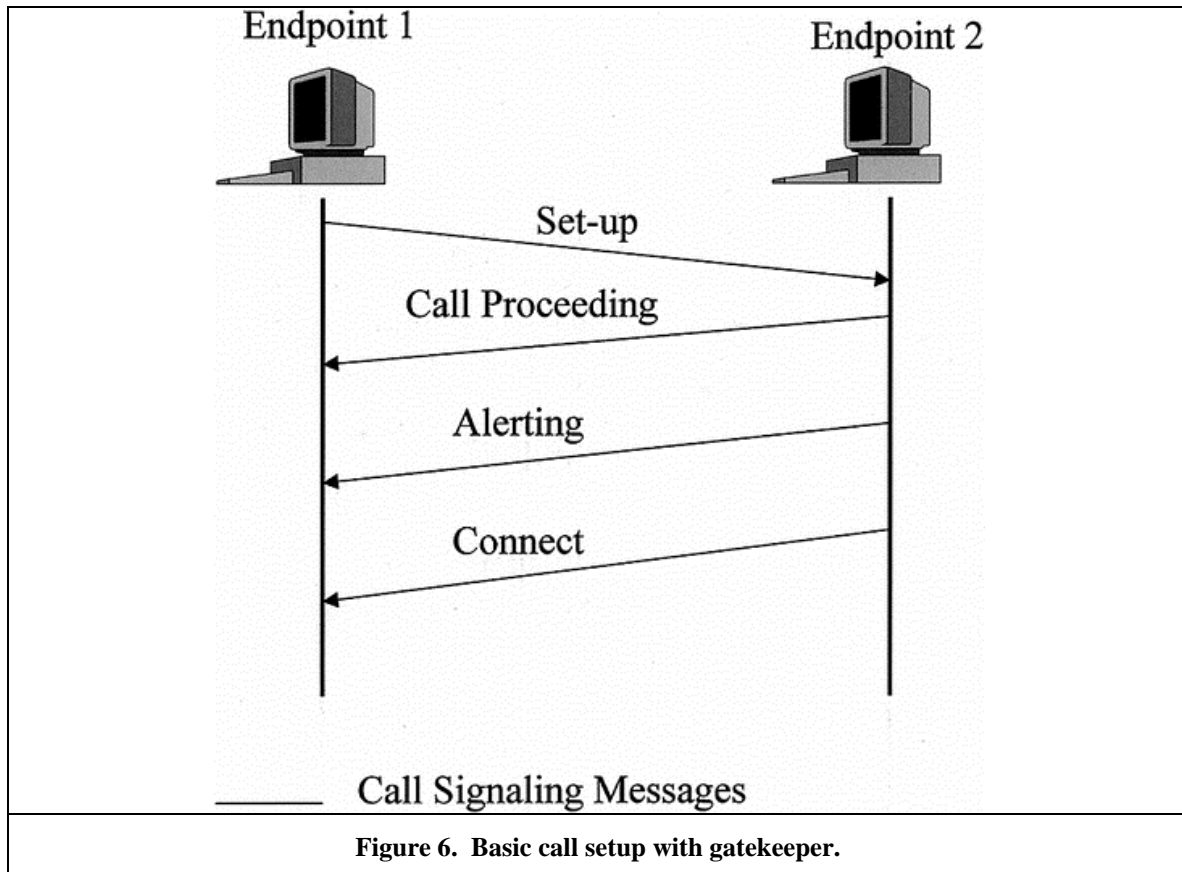 Endpoint 1
Endpoint 2
Set-up
Call Proceeding
Alerting
Connect
Call Signaling Messages
Figure 6. Basic call setup with gatekeeper.